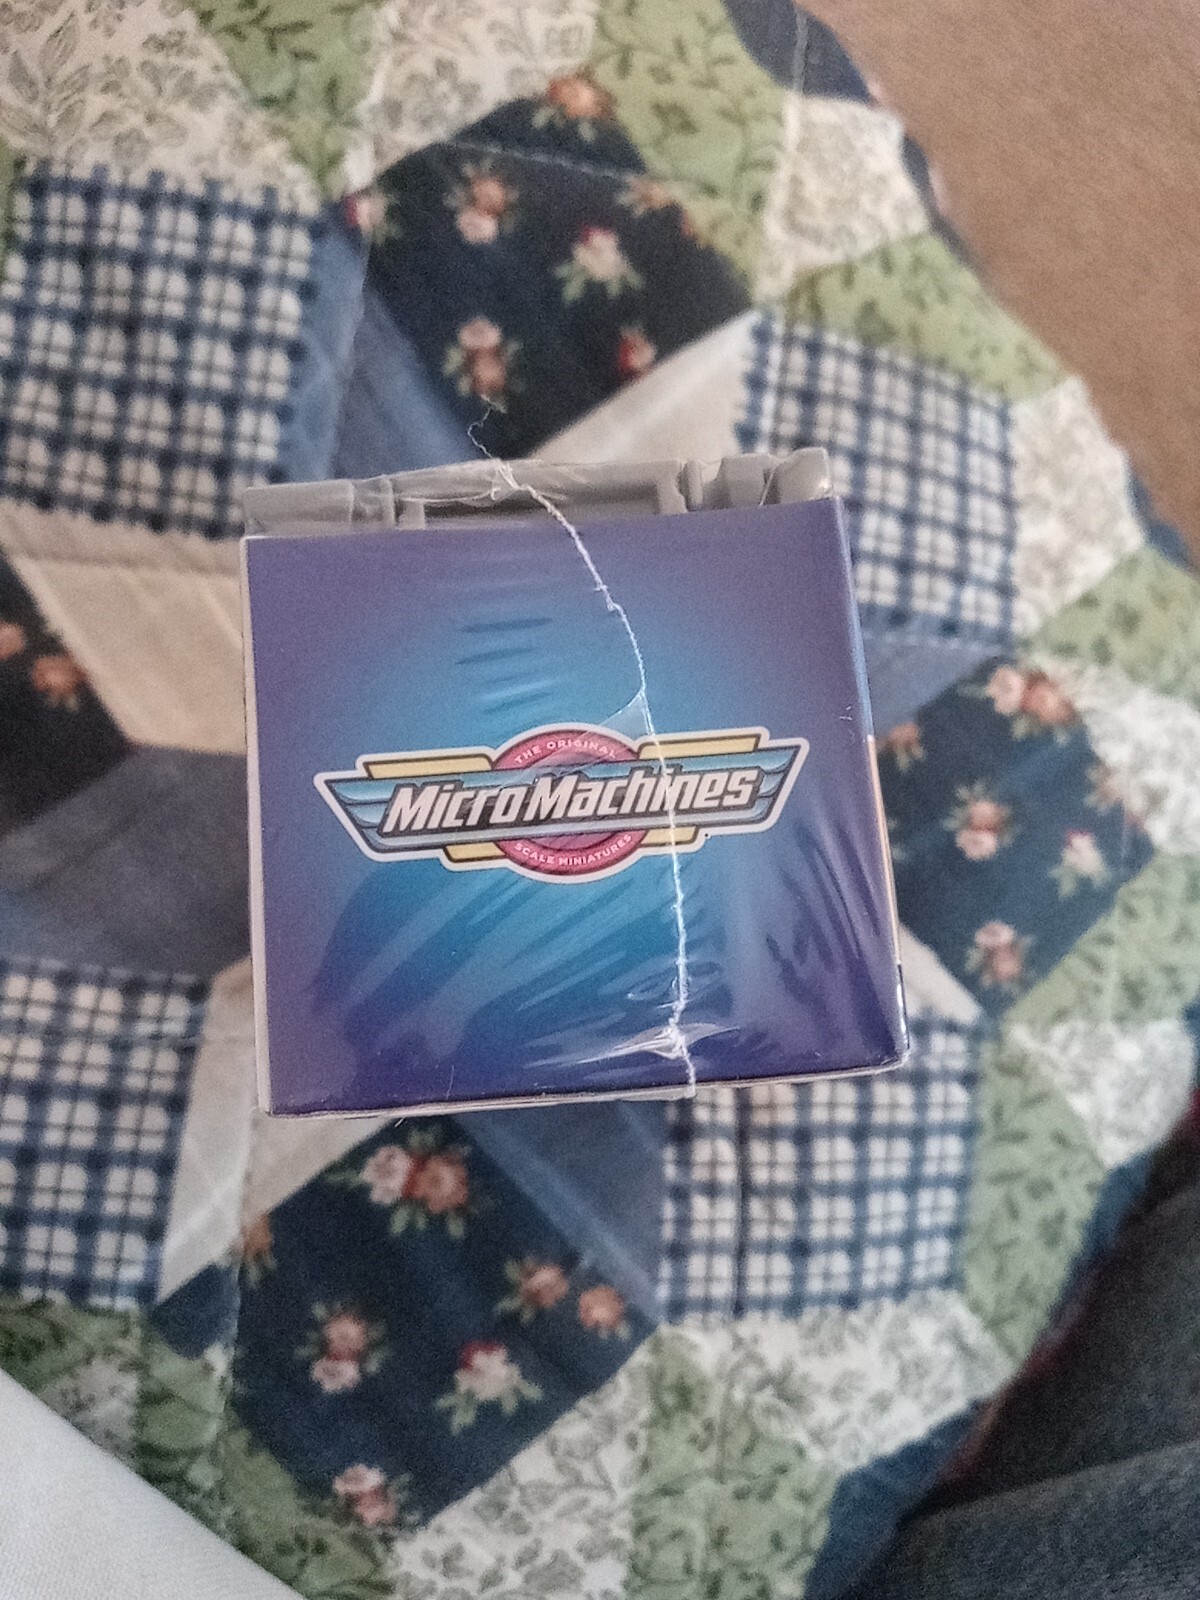 THE ORIGINAL
MicroMachines
SCALE MINIATURES